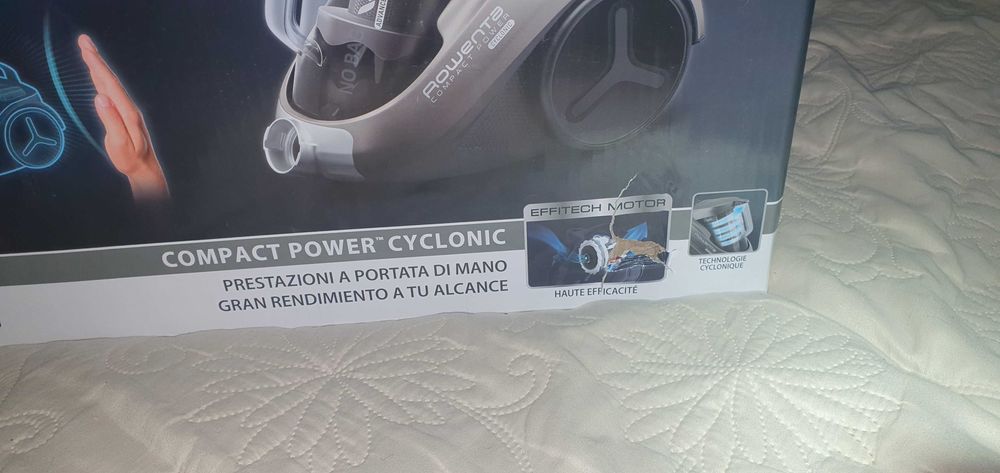 ADVANCE
NO BAG
Rowenta
COMPACT POWER
CYCLONIC
COMPACT POWER™ CYCLONIC
PRESTAZIONI A PORTATA DI MANO
GRAN RENDIMIENTO A TU ALCANCE
EFFITECH MOTOR
HAUTE EFFICACITÉ
TECHNOLOGIE
CYCLONIQUE